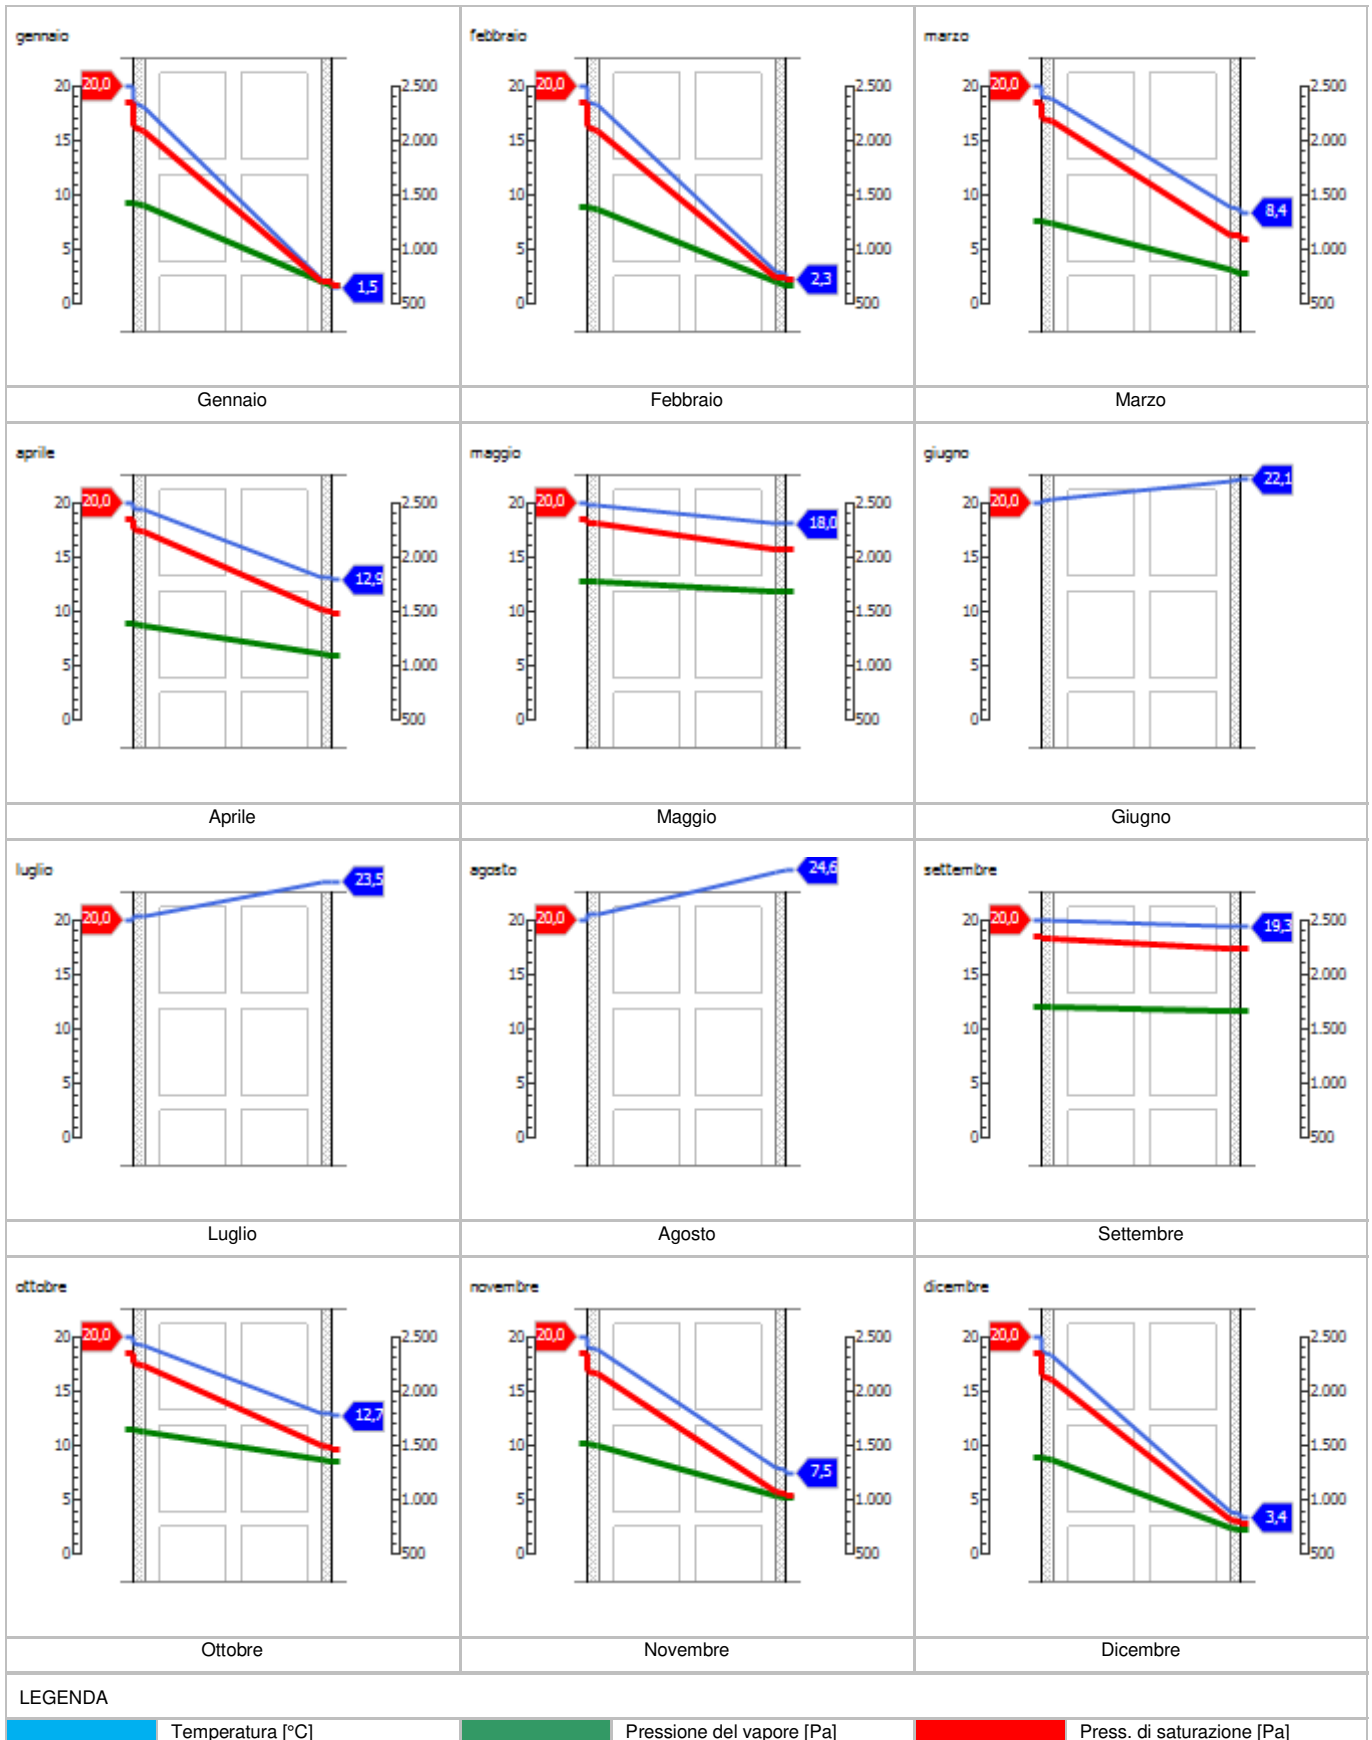 gennaio
febbraio
marzo
20 20,0 2.500
20 20,0 2.500
20 20,0 2.500
15 2.000
15 2.000
15 2.000
10 1.500
10 1.500
10 1.500 8,4
5 1.000
5 1.000
5 1.000
0 1,5 500
0 2,3 500
0 500
Gennaio
Febbraio
Marzo
aprile
maggio
giugno
20 20,0 2.500
20 20,0 2.500
20 20,0 22,1
15 2.000
15 18,0 2.000
15
10 12,9 1.500
10 1.500
10
5 1.000
5 1.000
5
0 500
0 500
0
Aprile
Maggio
Giugno
luglio
agosto
settembre
20 20,0 23,5
20 20,0 24,6
20 20,0 19,3 2.500
15
15
15 2.000
10
10
10 1.500
5
5
5 1.000
0
0
0 500
Luglio
Agosto
Settembre
ottobre
novembre
dicembre
20 20,0 2.500
20 20,0 2.500
20 20,0 2.500
15 12,7 2.000
15 2.000
15 2.000
10 1.500
10 7,5 1.500
10 1.500
5 1.000
5 1.000
5 3,4 1.000
0 500
0 500
0 500
Ottobre
Novembre
Dicembre
LEGENDA
Temperatura [°C]
Pressione del vapore [Pa]
Press. di saturazione [Pa]